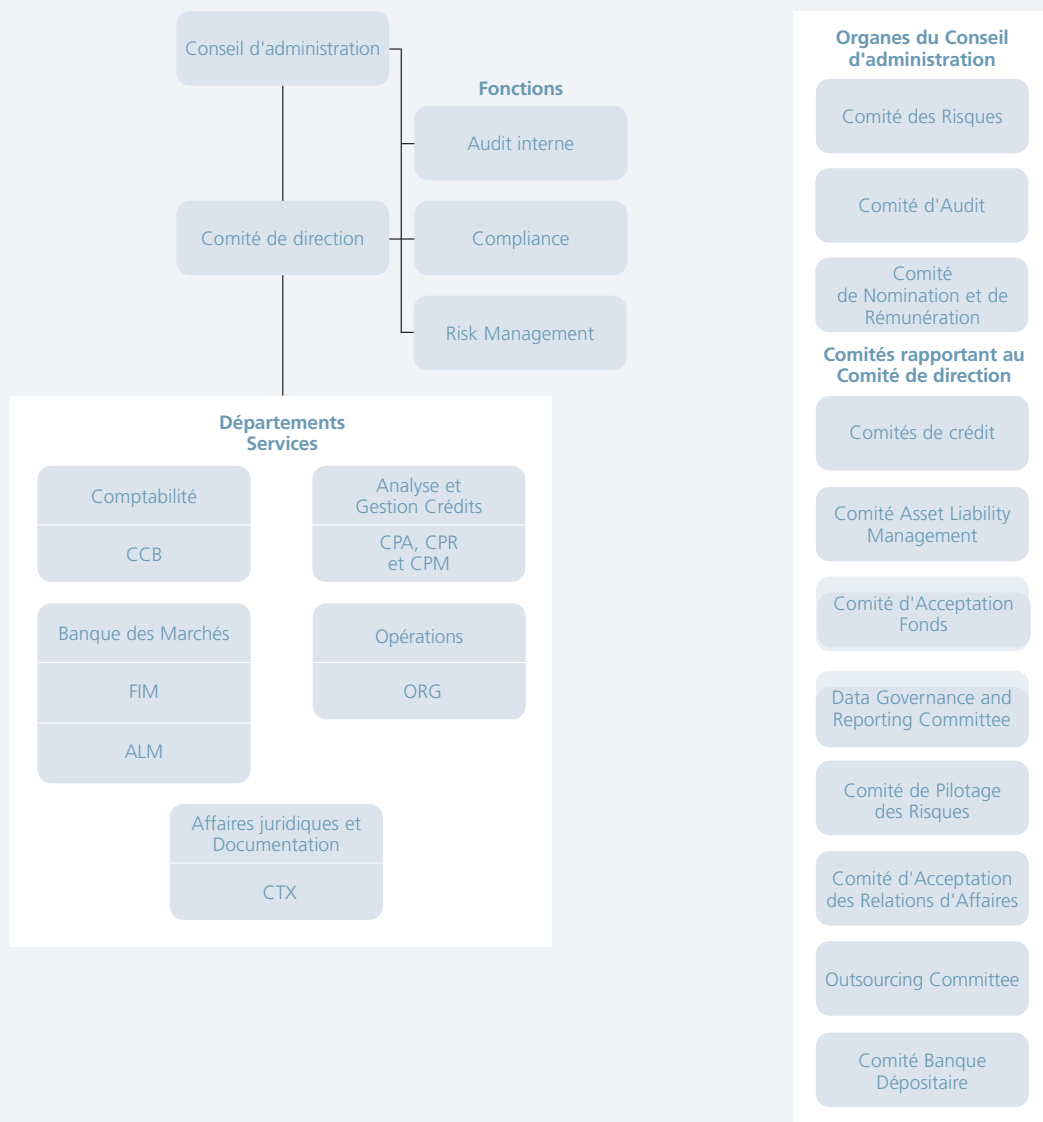 Conseil d'administration
Fonctions
Audit interne
Comité de direction
Compliance
Risk Management
Départements
Services
Comptabilité
CCB
Analyse et
Gestion Crédits
CPA, CPR
et CPM
Banque des Marchés
FIM
ALM
Opérations
ORG
Affaires juridiques et
Documentation
CTX
Organes du Conseil
d'administration
Comité des Risques
Comité d'Audit
Comité
de Nomination et de
Rémunération
Comités rapportant au
Comité de direction
Comités de crédit
Comité Asset Liability
Management
Comité d'Acceptation
Fonds
Data Governance and
Reporting Committee
Comité de Pilotage
des Risques
Comité d'Acceptation
des Relations d'Affaires
Outsourcing Committee
Comité Banque
Dépositaire